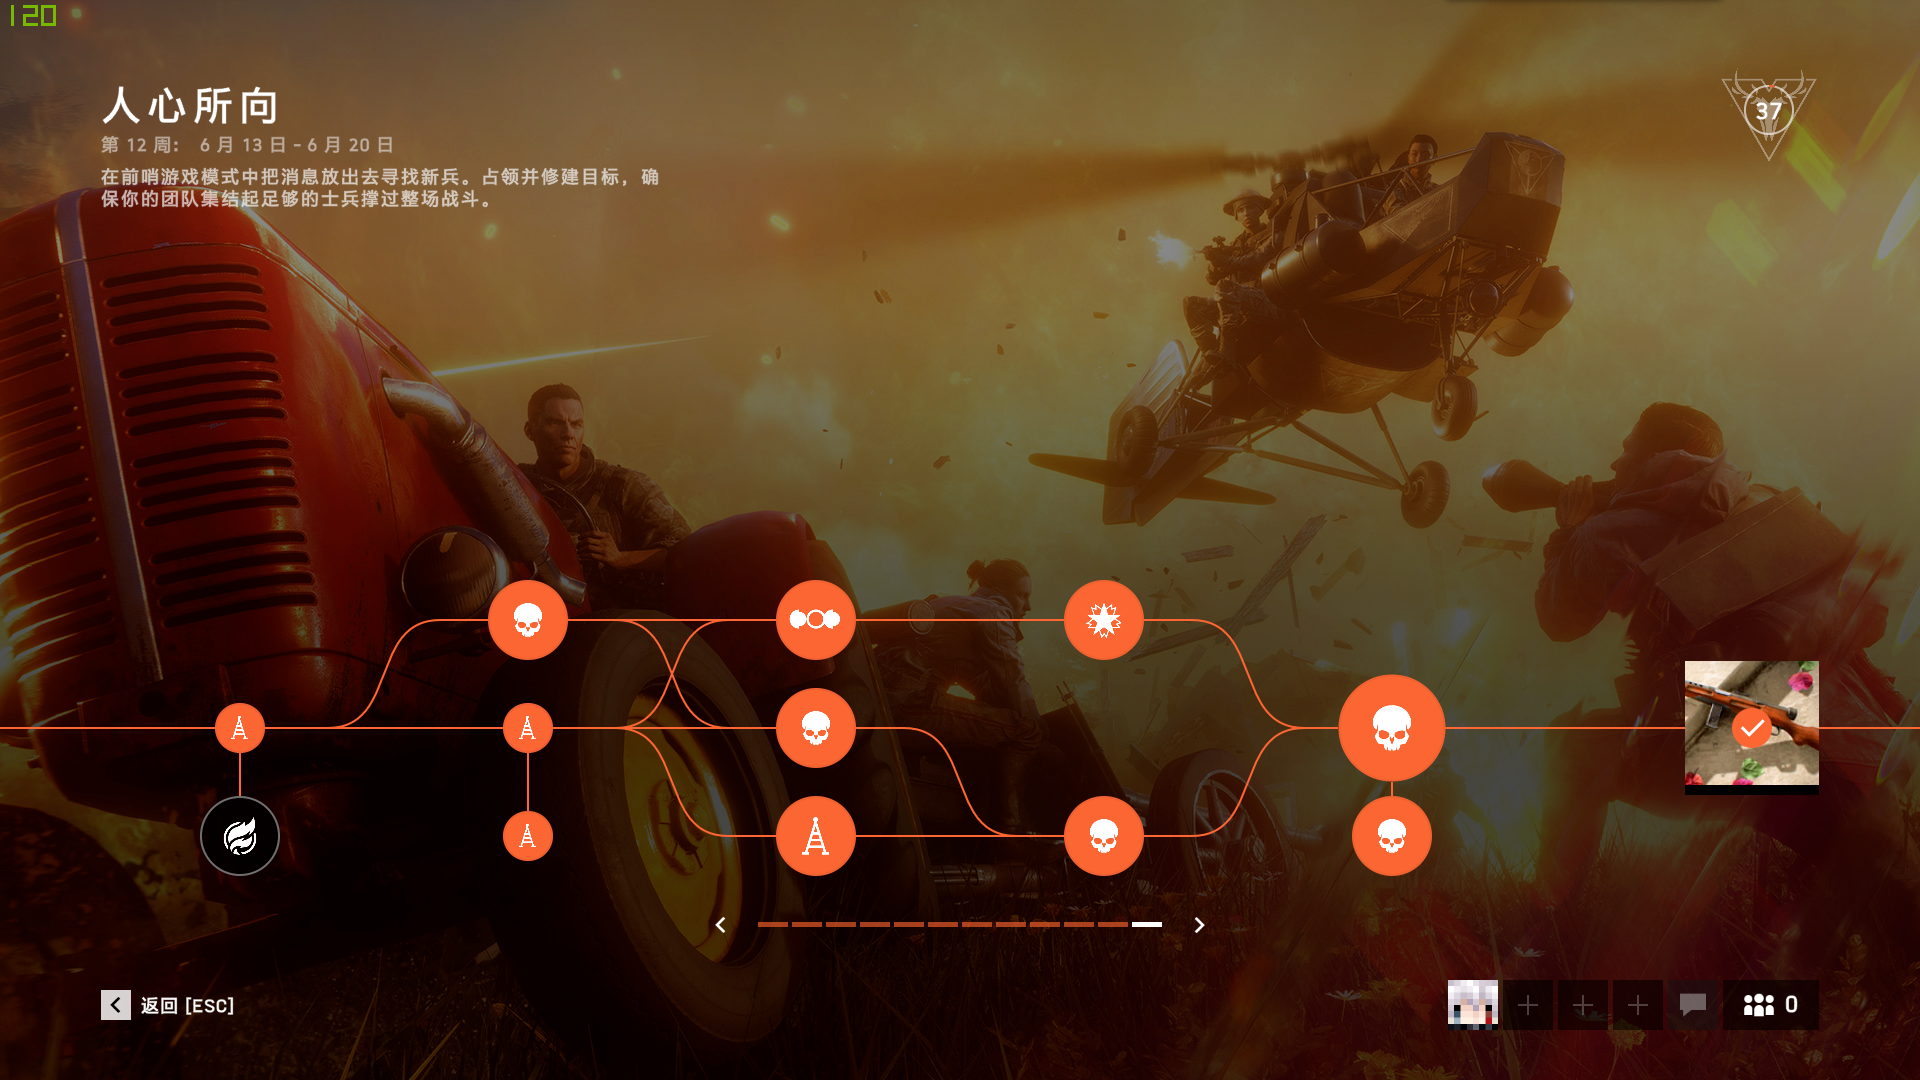 120
人心所向
37
第 12 周： 6 月 13 日 - 6 月 20 日
在前哨游戏模式中把消息放出去寻找新兵。占领并修建目标，确
保你的团队集结起足够的士兵撑过整场战斗。
返回 [ESC]
0